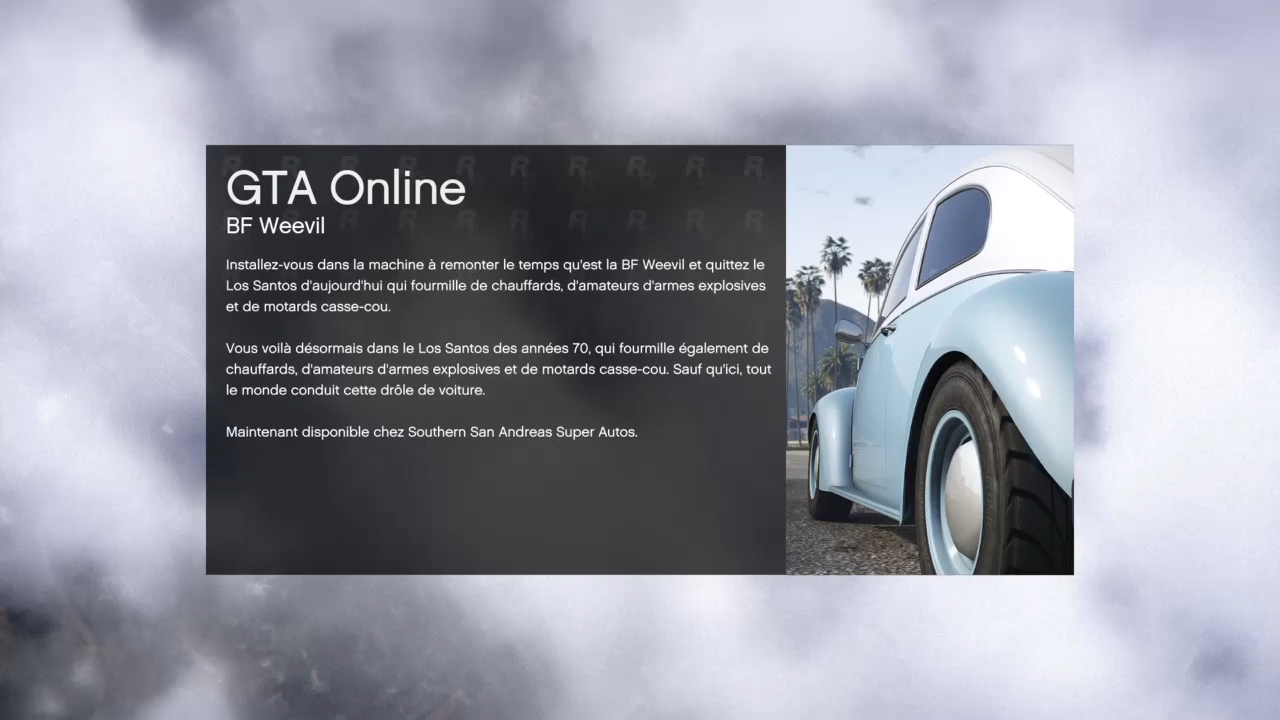 GTA Online
BF Weevil
Installez-vous dans la machine à remonter le temps qu'est la BF Weevil et quittez le
Los Santos d'aujourd'hui qui fourmille de chauffards, d'amateurs d'armes explosives
et de motards casse-cou.
Vous voilà désormais dans le Los Santos des années 70, qui fourmille également de
chauffards, d'amateurs d'armes explosives et de motards casse-cou. Sauf qu'ici, tout
le monde conduit cette drôle de voiture.
Maintenant disponible chez Southern San Andreas Super Autos.